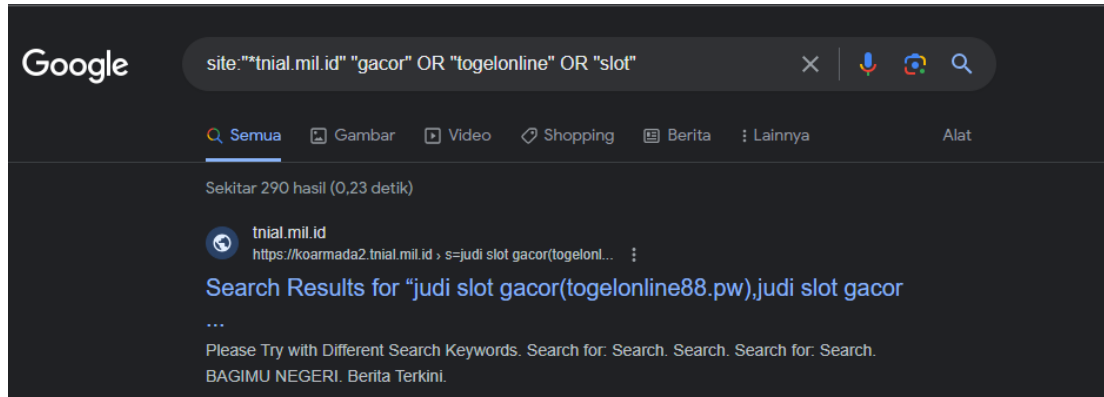 Google
site:"*tnial.mil.id" "gacor" OR "togelonline" OR "slot"
Semua Gambar Video Shopping Berita Lainnya Alat
Sekitar 290 hasil (0,23 detik)
tnial.mil.id
https://koarmada2.tnial.mil.id › s=judi slot gacor(togelonl...
Search Results for “judi slot gacor(togelonline88.pw),judi slot gacor
...
Please Try with Different Search Keywords. Search for: Search. Search. Search for: Search.
BAGIMU NEGERI. Berita Terkini.